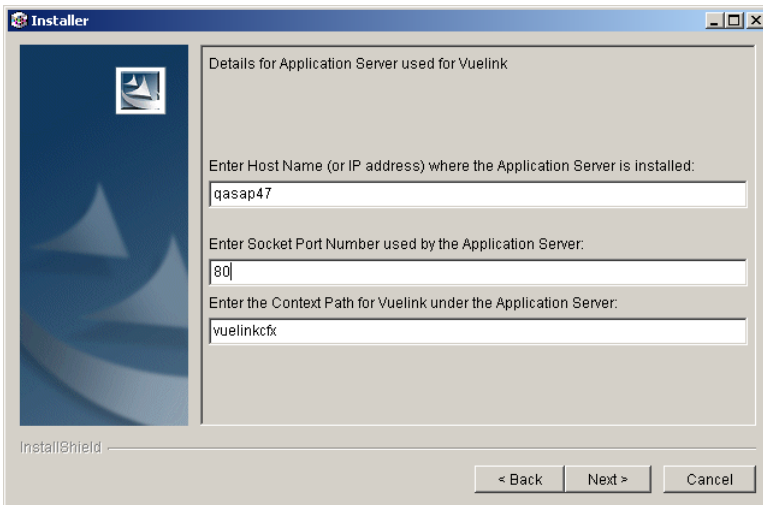 Installer
Details for Application Server used for Vuelink
Enter Host Name (or IP address) where the Application Server is installed:
qasap47
Enter Socket Port Number used by the Application Server:
80
Enter the Context Path for Vuelink under the Application Server:
vuelinkcfx
InstallShield
< Back Next > Cancel